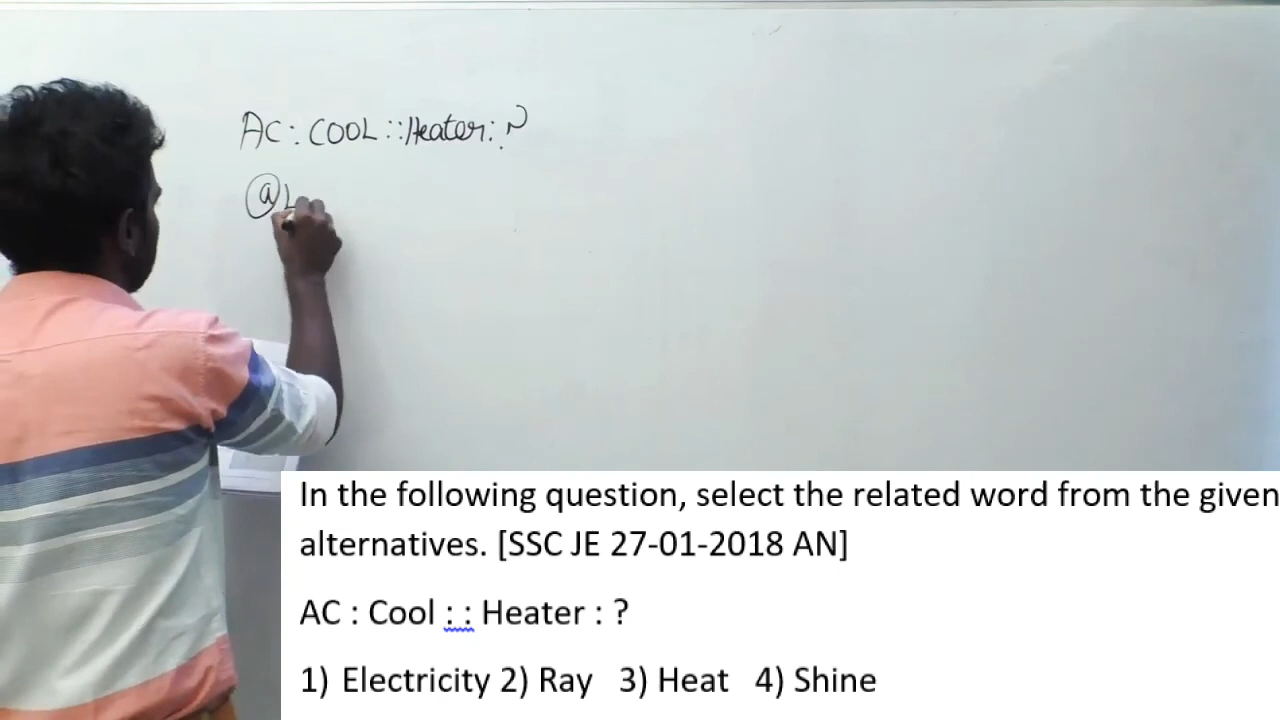 AC : COOL :: Heater : ?
@
In the following question, select the related word from the given
alternatives. [SSC JE 27-01-2018 AN]
AC : Cool : : Heater : ?
1) Electricity 2) Ray 3) Heat 4) Shine